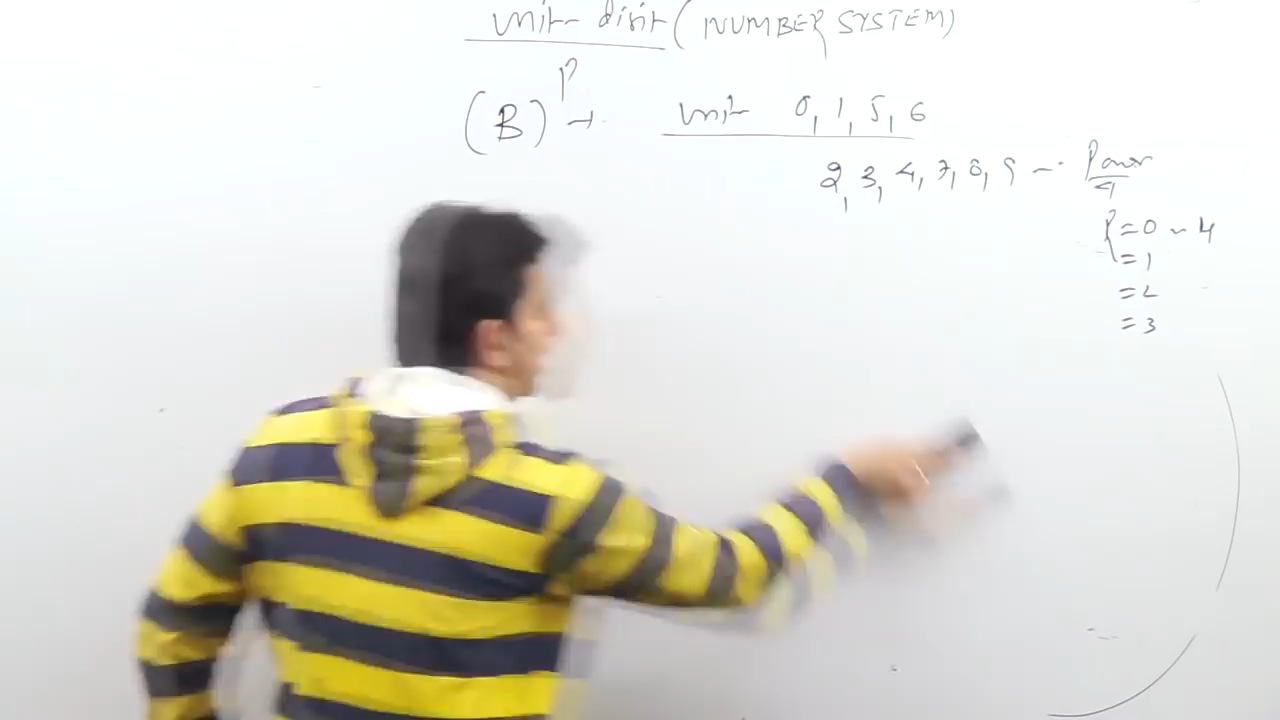 unit digit (NUMBER SYSTEM)
(B)^P → unit 0, 1, 5, 6
2, 3, 4, 7, 8, 9 — Power/4
R = 0 ~ 4
= 1
= 2
= 3